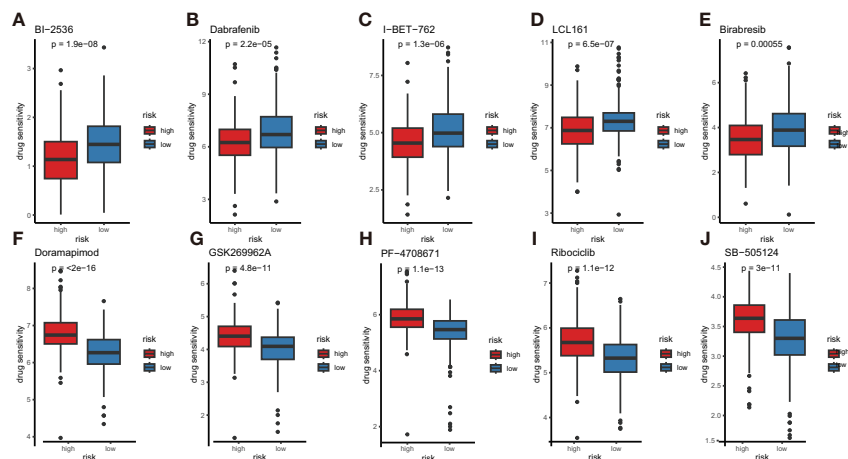 A
BI-2536
p = 1.9e-08
drug sensitivity
3
2
1
0
high
low
risk
risk
high
low
B
Dabrafenib
p = 2.2e-05
drug sensitivity
12
9
6
3
high
low
risk
risk
high
low
C
I-BET-762
p = 1.3e-06
drug sensitivity
7.5
5.0
2.5
high
low
risk
risk
high
low
D
LCL161
p = 6.5e-07
drug sensitivity
11
9
7
5
3
high
low
risk
risk
high
low
E
Birabresib
p = 0.00055
drug sensitivity
6
4
2
0
high
low
risk
risk
high
low
F
Doramapimod
p = <2e-16
drug sensitivity
8
7
6
5
4
high
low
risk
risk
high
low
G
GSK269962A
p = 4.8e-11
drug sensitivity
6
5
4
2
high
low
risk
risk
high
low
H
PF-4708671
p = 1.1e-13
drug sensitivity
6
4
2
high
low
risk
risk
high
low
I
Ribociclib
p = 1.1e-12
drug sensitivity
7
6
5
4
high
low
risk
risk
high
low
J
SB-505124
p = 3e-11
drug sensitivity
4.5
4.0
3.5
3.0
2.5
2.0
1.5
high
low
risk
risk
high
low